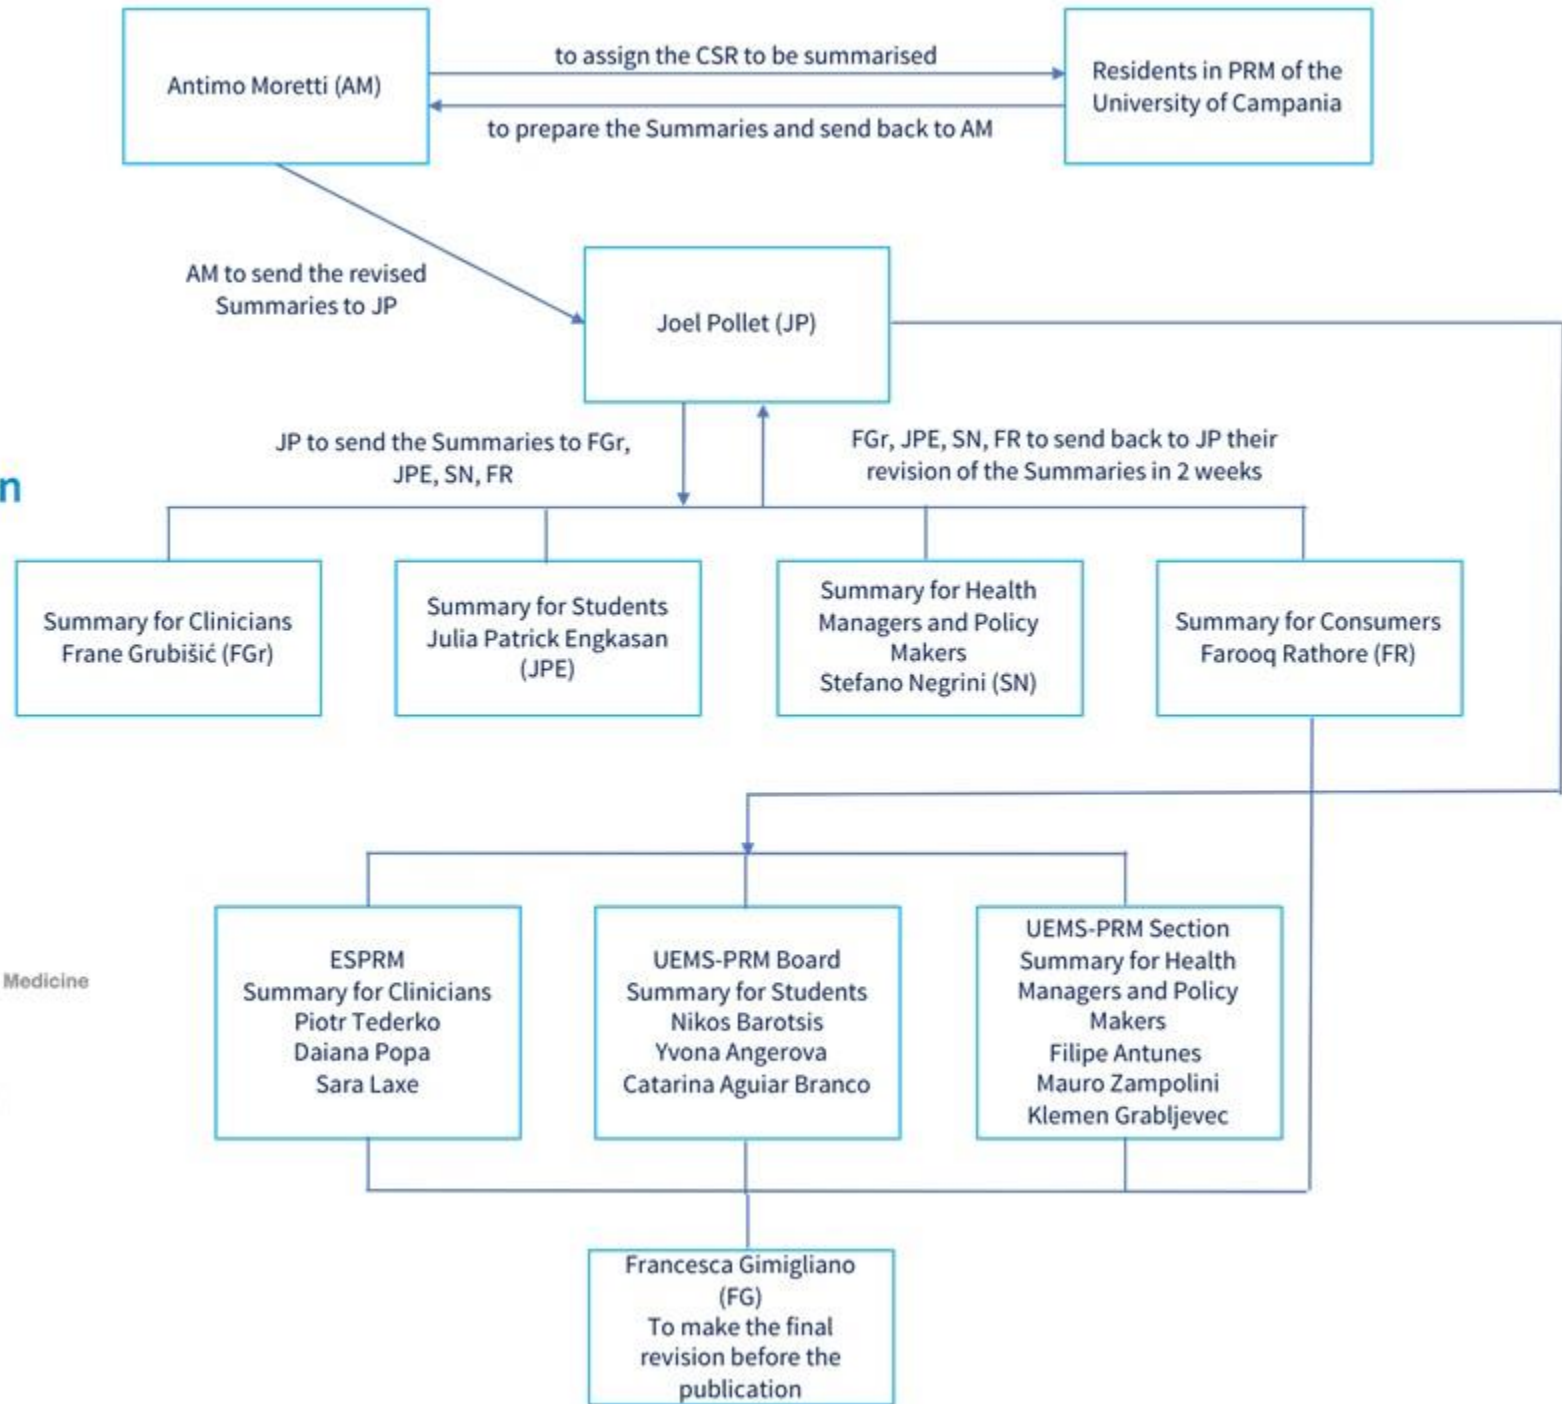 Antimo Moretti (AM)
to assign the CSR to be summarised
to prepare the Summaries and send back to AM
Residents in PRM of the
University of Campania
AM to send the revised
Summaries to JP
Joel Pollet (JP)
JP to send the Summaries to FGr,
JPE, SN, FR
FGr, JPE, SN, FR to send back to JP their
revision of the Summaries in 2 weeks
n
Summary for Clinicians
Frane Grubišić (FGr)
Summary for Students
Julia Patrick Engkasan
(JPE)
Summary for Health
Managers and Policy
Makers
Stefano Negrini (SN)
Summary for Consumers
Farooq Rathore (FR)
Medicine
ESPRM
Summary for Clinicians
Piotr Tederko
Daiana Popa
Sara Laxe
UEMS-PRM Board
Summary for Students
Nikos Barotsis
Yvona Angerova
Catarina Aguiar Branco
UEMS-PRM Section
Summary for Health
Managers and Policy
Makers
Filipe Antunes
Mauro Zampolini
Klemen Grabljevec
Francesca Gimigliano
(FG)
To make the final
revision before the
publication